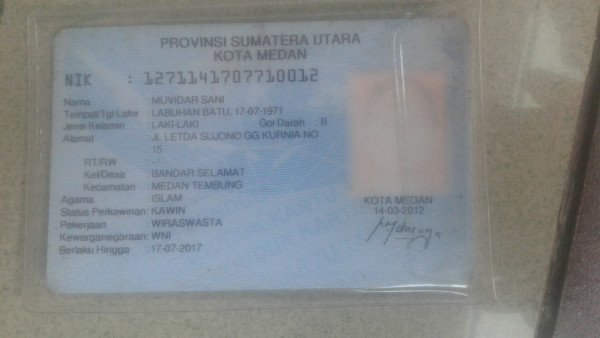 PROVINSI SUMATERA UTARA
KOTA MEDAN
NIK : 1271141707710012
Nama : MUVIDAR SANI
Tempat/Tgl Lahir : LABUHAN BATU, 17-07-1971
Jenis Kelamin : LAKI-LAKI Gol Darah : B
Alamat : JL LETDA SUJONO GG KURNIA NO
15
RT/RW : -/-
Kel/Desa : BANDAR SELAMAT
Kecamatan : MEDAN TEMBUNG
Agama : ISLAM
Status Perkawinan: KAWIN
Pekerjaan : WIRASWASTA
Kewarganegaraan: WNI
Berlaku Hingga : 17-07-2017
KOTA MEDAN
14-03-2012